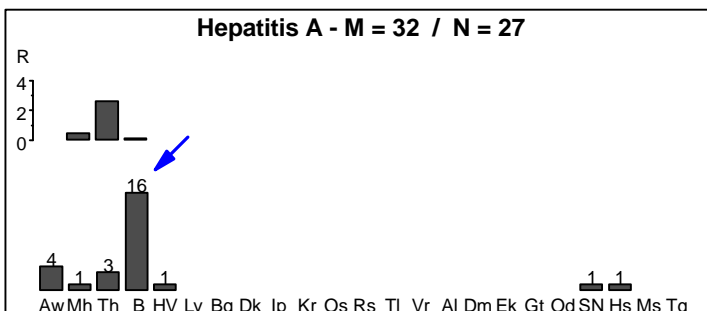 Hepatitis A - M = 32 / N = 27
R
4
2
0
16
4 1 3 1 1 1
Aw Mh Th B HV Lv Bg Dk Ip Kr Os Rs Tl Vr Al Dm Ek Gt Od SN Hs Ms Tg